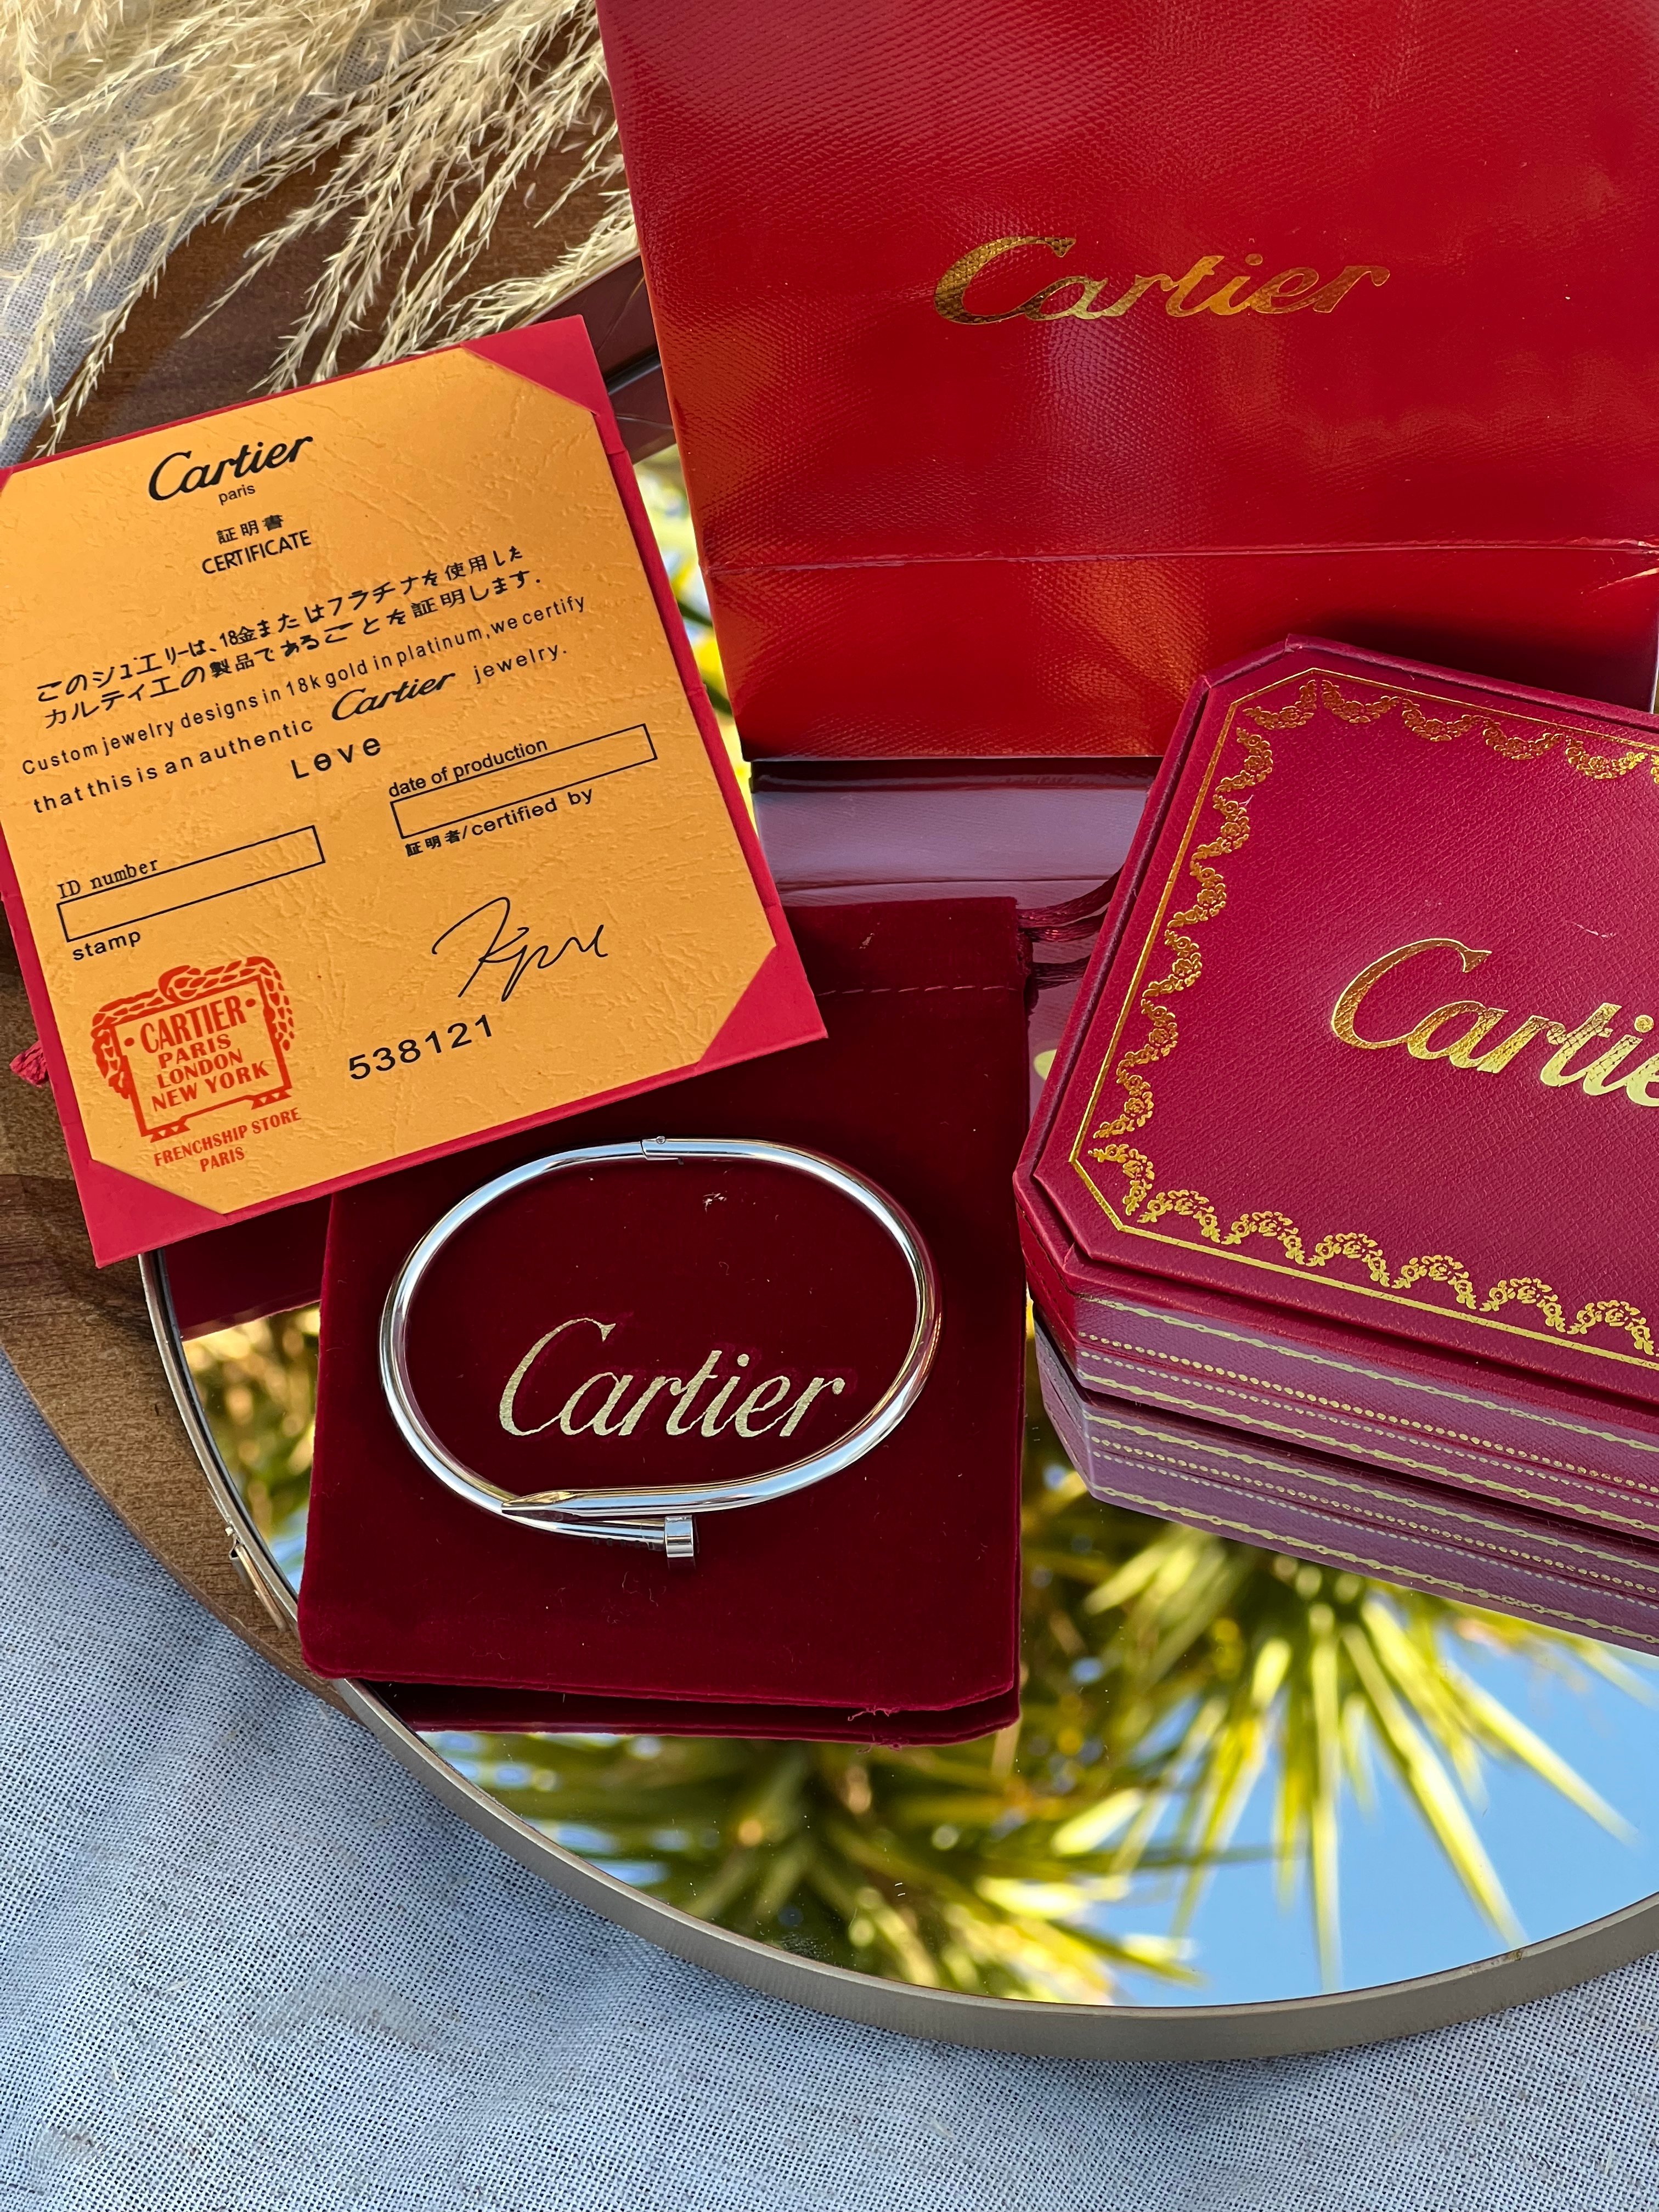 Cartier
Cartier
paris
証明書
CERTIFICATE
このジュエリーは、18金またはフラチナを使用した
カルティエの製品であることを証明します.
Custom jewelry designs in 18k gold in platinum, we certify
that this is an authentic Cartier jewelry.
Love
date of production
証明者/certified by
ID number
stamp
CARTIER
PARIS
LONDON
NEW YORK
FRENCHSHIP STORE
PARIS
538121
Cartie
Cartier